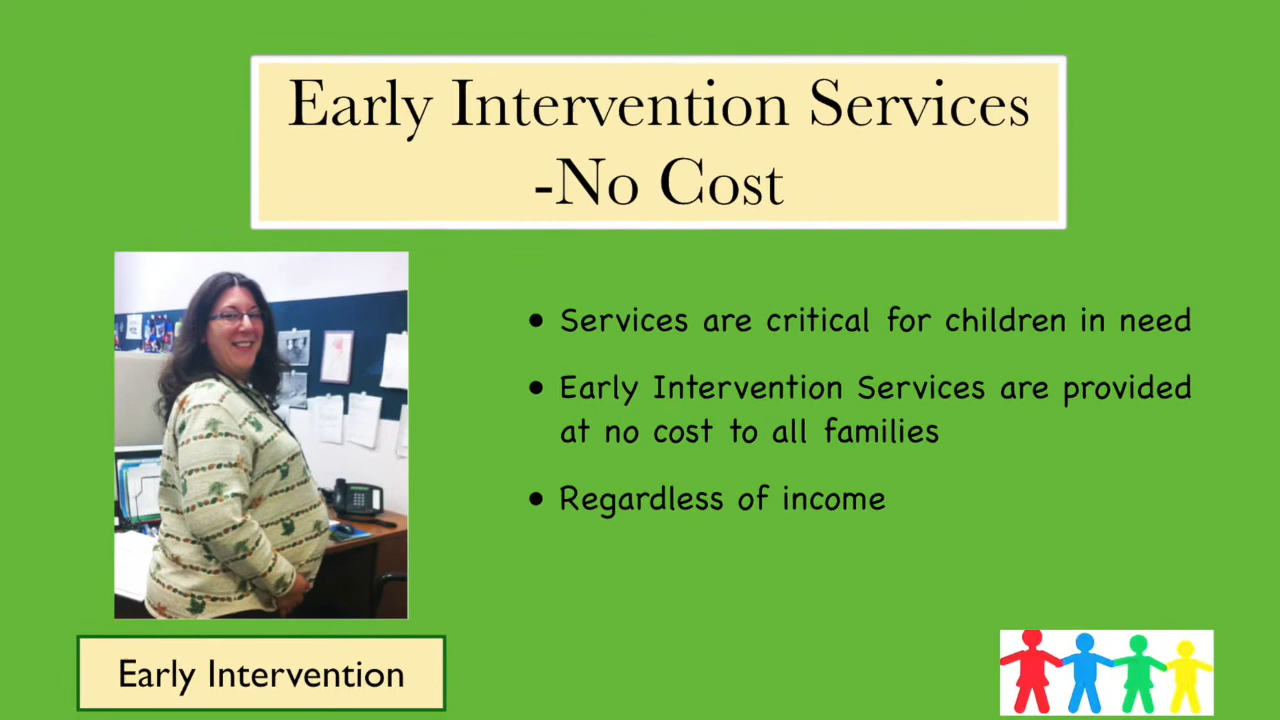 Early Intervention Services
-No Cost
• Services are critical for children in need
• Early Intervention Services are provided
at no cost to all families
• Regardless of income
Early Intervention